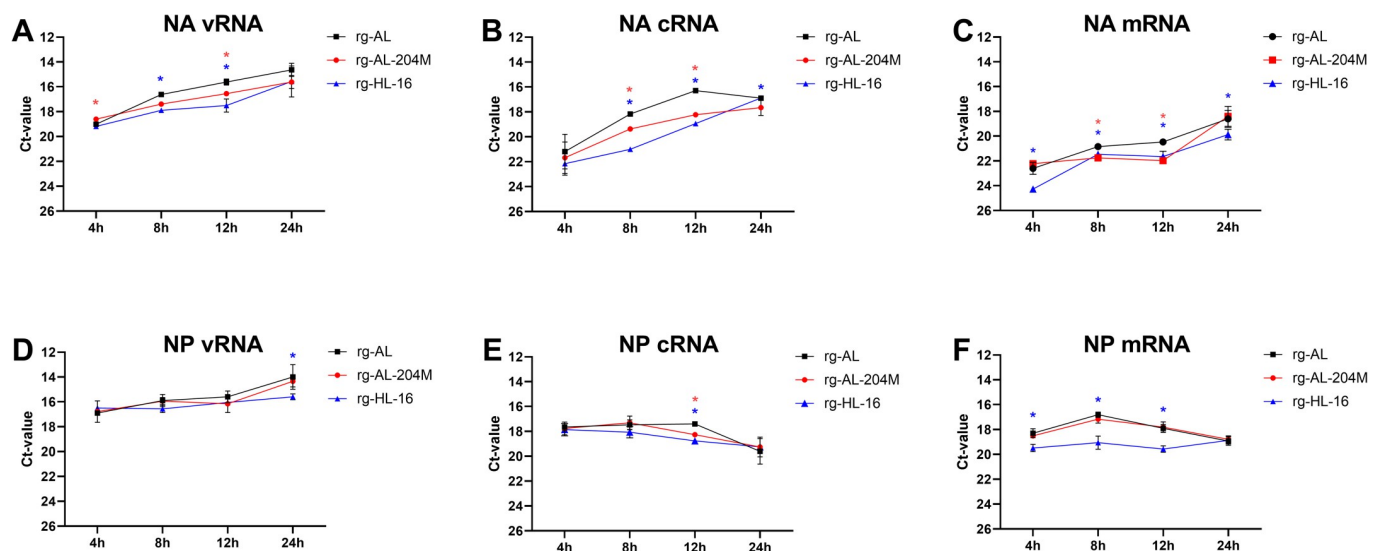 A
NA vRNA
Ct-value
12
14
16
18
20
22
24
26
4h
8h
12h
24h
*
*
*
*
rg-AL
rg-AL-204M
rg-HL-16
B
NA cRNA
Ct-value
12
14
16
18
20
22
24
26
4h
8h
12h
24h
*
*
*
*
*
rg-AL
rg-AL-204M
rg-HL-16
C
NA mRNA
Ct-value
12
14
16
18
20
22
24
26
4h
8h
12h
24h
*
*
*
*
*
*
rg-AL
rg-AL-204M
rg-HL-16
D
NP vRNA
Ct-value
12
14
16
18
20
22
24
26
4h
8h
12h
24h
*
rg-AL
rg-AL-204M
rg-HL-16
E
NP cRNA
Ct-value
12
14
16
18
20
22
24
26
4h
8h
12h
24h
*
*
rg-AL
rg-AL-204M
rg-HL-16
F
NP mRNA
Ct-value
12
14
16
18
20
22
24
26
4h
8h
12h
24h
*
*
*
rg-AL
rg-AL-204M
rg-HL-16